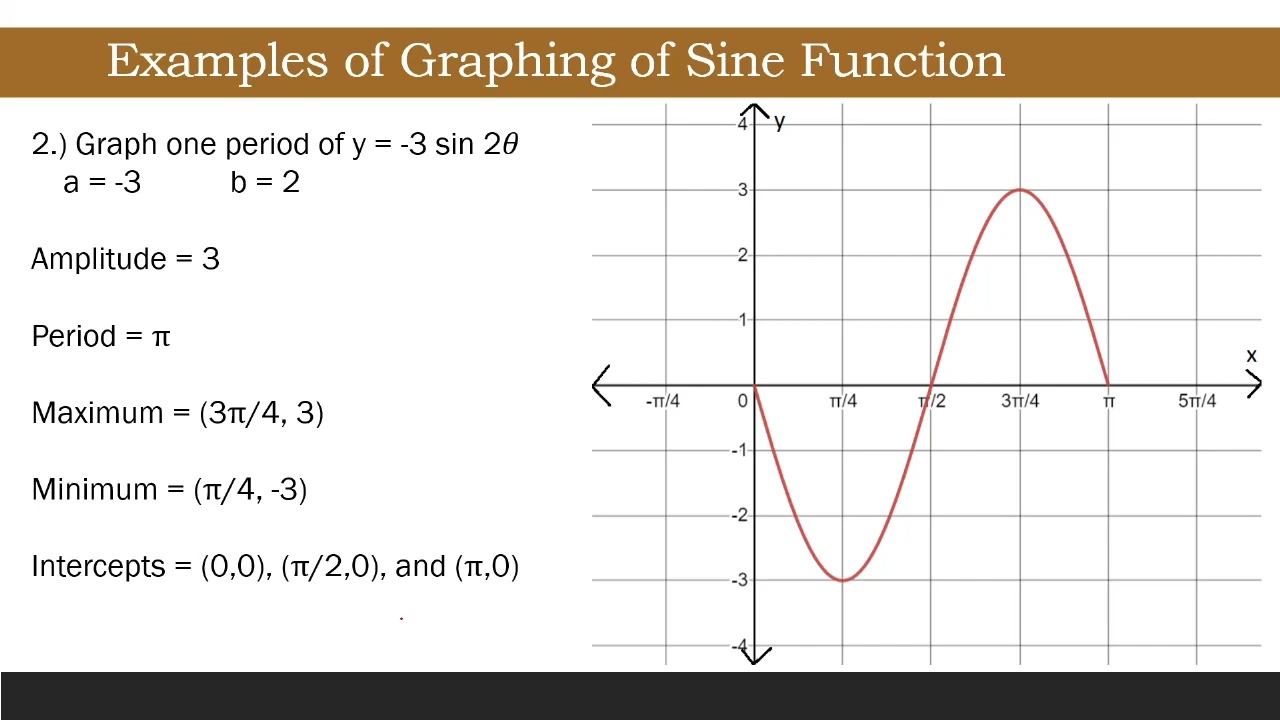 Examples of Graphing of Sine Function
2.) Graph one period of y = -3 sin 2𝜃
a = -3 b = 2
Amplitude = 3
Period = π
Maximum = (3π/4, 3)
Minimum = (π/4, -3)
Intercepts = (0,0), (π/2,0), and (π,0)
4 y
3
2
1
x
-π/4 0 π/4 π/2 3π/4 π 5π/4
-1
-2
-3
-4